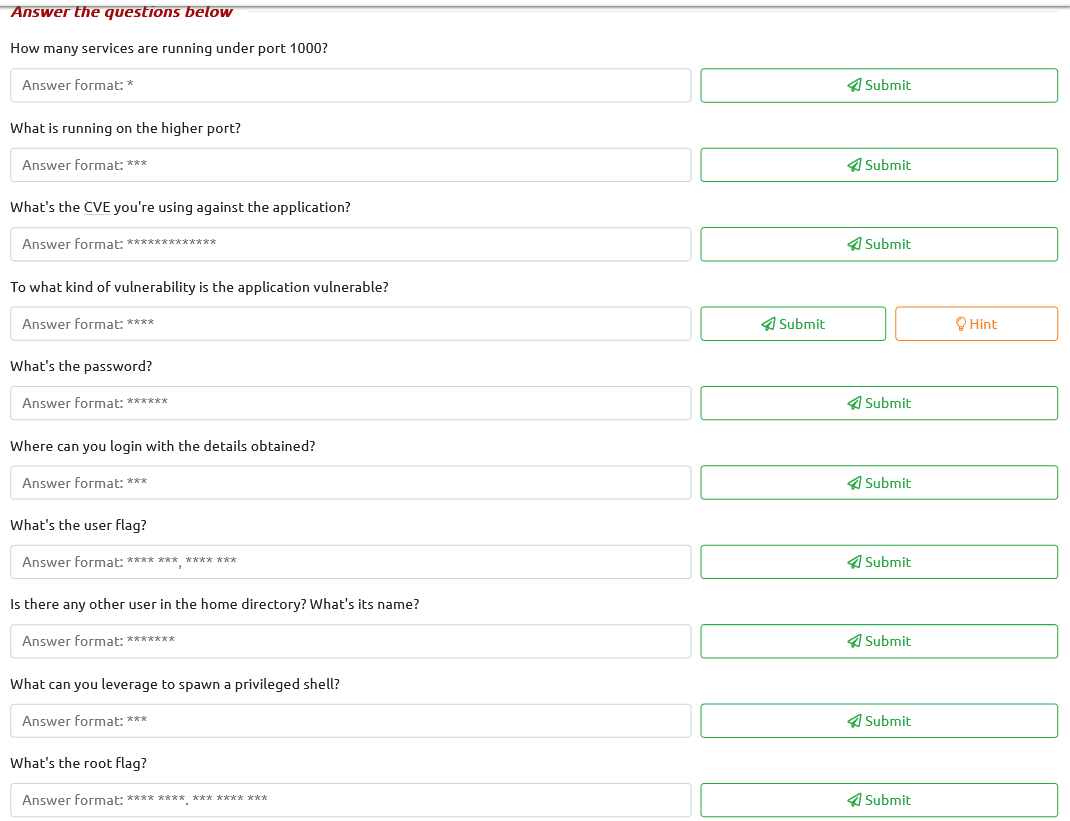 Answer the questions below
How many services are running under port 1000?
Answer format: *
Submit
What is running on the higher port?
Answer format: ***
Submit
What's the CVE you're using against the application?
Answer format: *************
Submit
To what kind of vulnerability is the application vulnerable?
Answer format: ****
Submit
Hint
What's the password?
Answer format: ******
Submit
Where can you login with the details obtained?
Answer format: ***
Submit
What's the user flag?
Answer format: **** ***, **** ***
Submit
Is there any other user in the home directory? What's its name?
Answer format: *******
Submit
What can you leverage to spawn a privileged shell?
Answer format: ***
Submit
What's the root flag?
Answer format: **** ****. *** **** ***
Submit